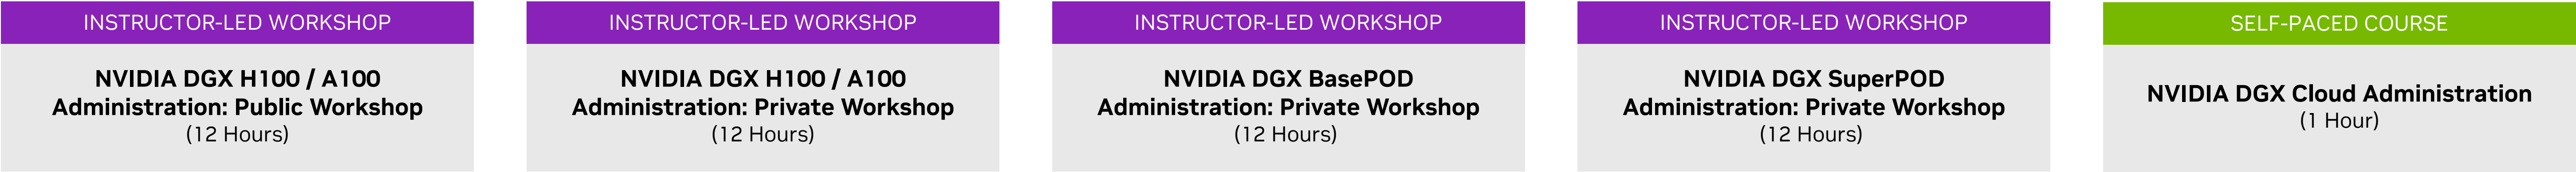 INSTRUCTOR-LED WORKSHOP
NVIDIA DGX H100 / A100
Administration: Public Workshop
(12 Hours)
INSTRUCTOR-LED WORKSHOP
NVIDIA DGX H100 / A100
Administration: Private Workshop
(12 Hours)
INSTRUCTOR-LED WORKSHOP
NVIDIA DGX BasePOD
Administration: Private Workshop
(12 Hours)
INSTRUCTOR-LED WORKSHOP
NVIDIA DGX SuperPOD
Administration: Private Workshop
(12 Hours)
SELF-PACED COURSE
NVIDIA DGX Cloud Administration
(1 Hour)